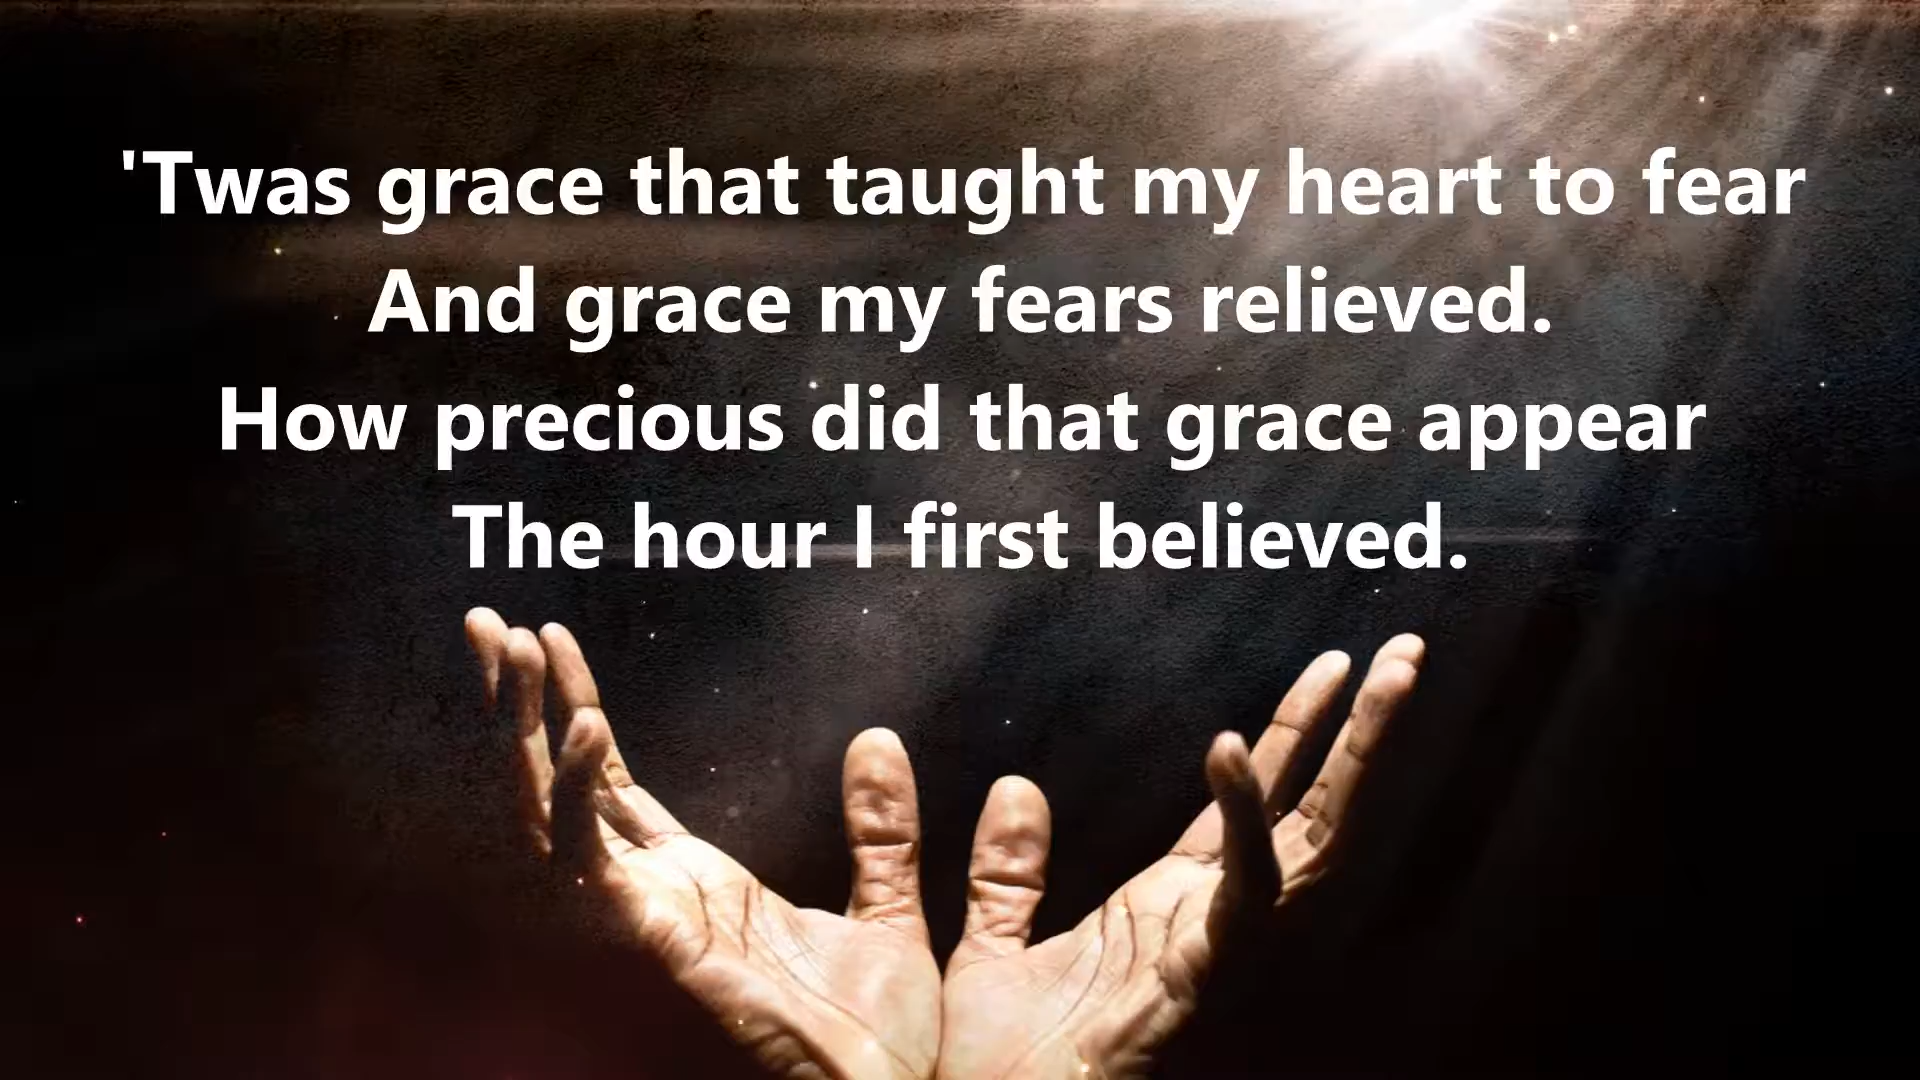 'Twas grace that taught my heart to fear
And grace my fears relieved.
How precious did that grace appear
The hour I first believed.